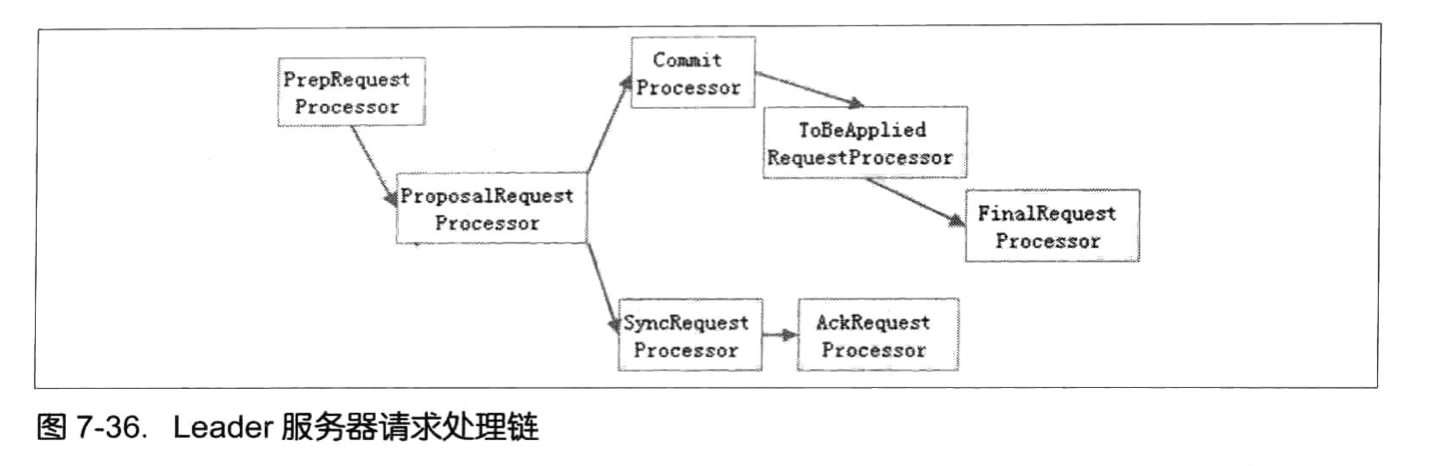 PrepRequest
Processor
ProposalRequest
Processor
Commit
Processor
ToBeApplied
RequestProcessor
FinalRequest
Processor
SyncRequest
Processor
AckRequest
Processor
图 7-36. Leader 服务器请求处理链